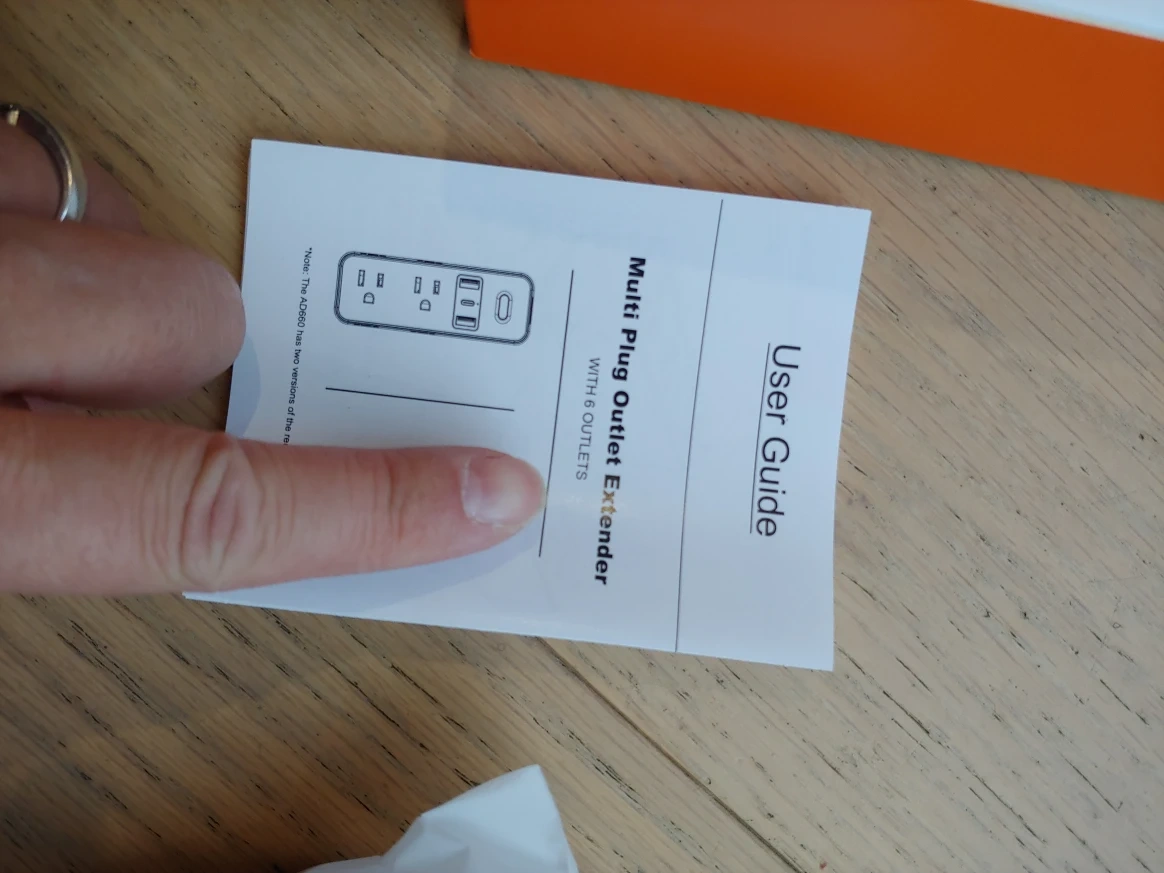 User Guide
Multi Plug Outlet Extender
WITH 6 OUTLETS
*Note: The AD660 has two versions of the